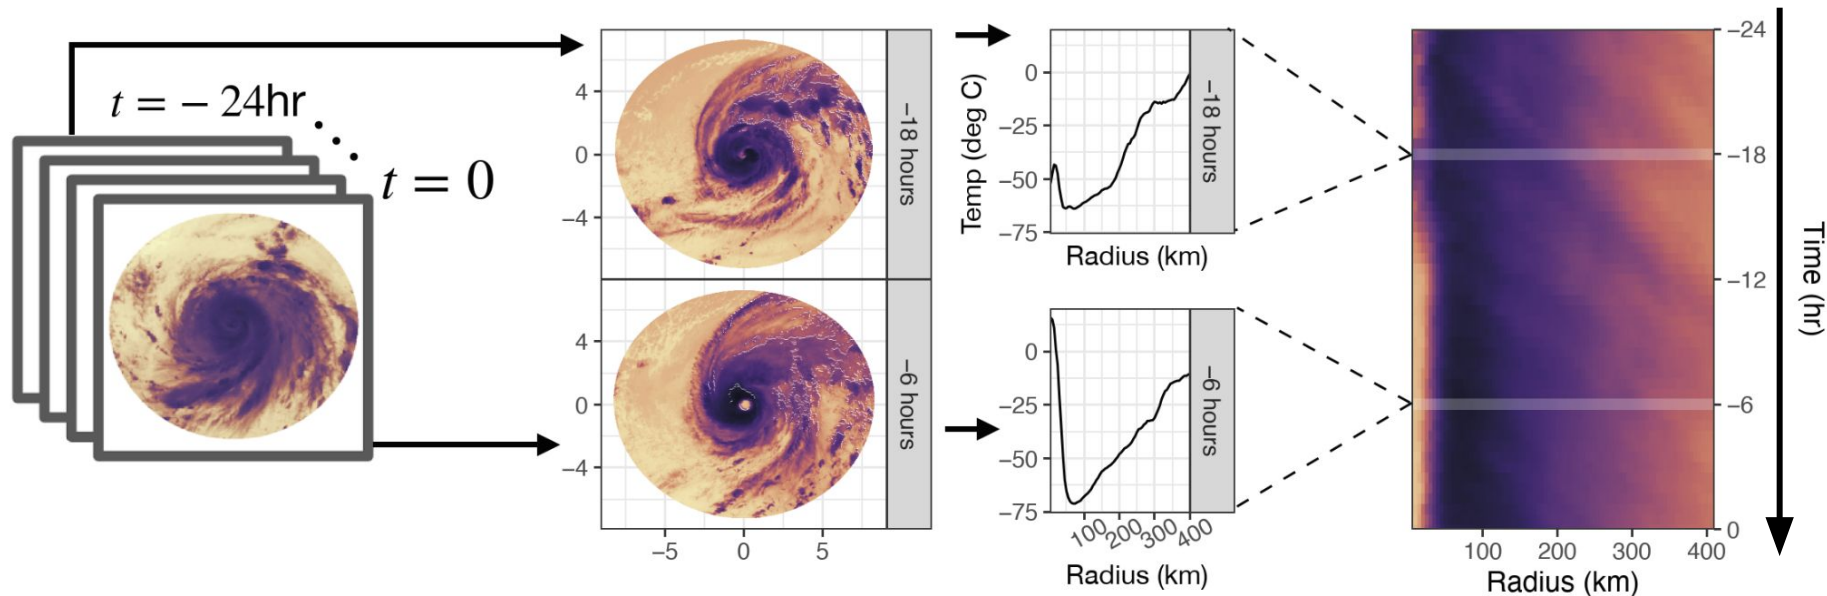 t = − 24hr
t = 0
4
0
−4
−18 hours
4
0
−4
−6 hours
−5
0
5
Temp (deg C)
0
−25
−50
−75
−18 hours
Radius (km)
0
−25
−50
−75
−6 hours
100
200
300
400
Radius (km)
−24
−18
−12
−6
0
Time (hr)
100
200
300
400
Radius (km)